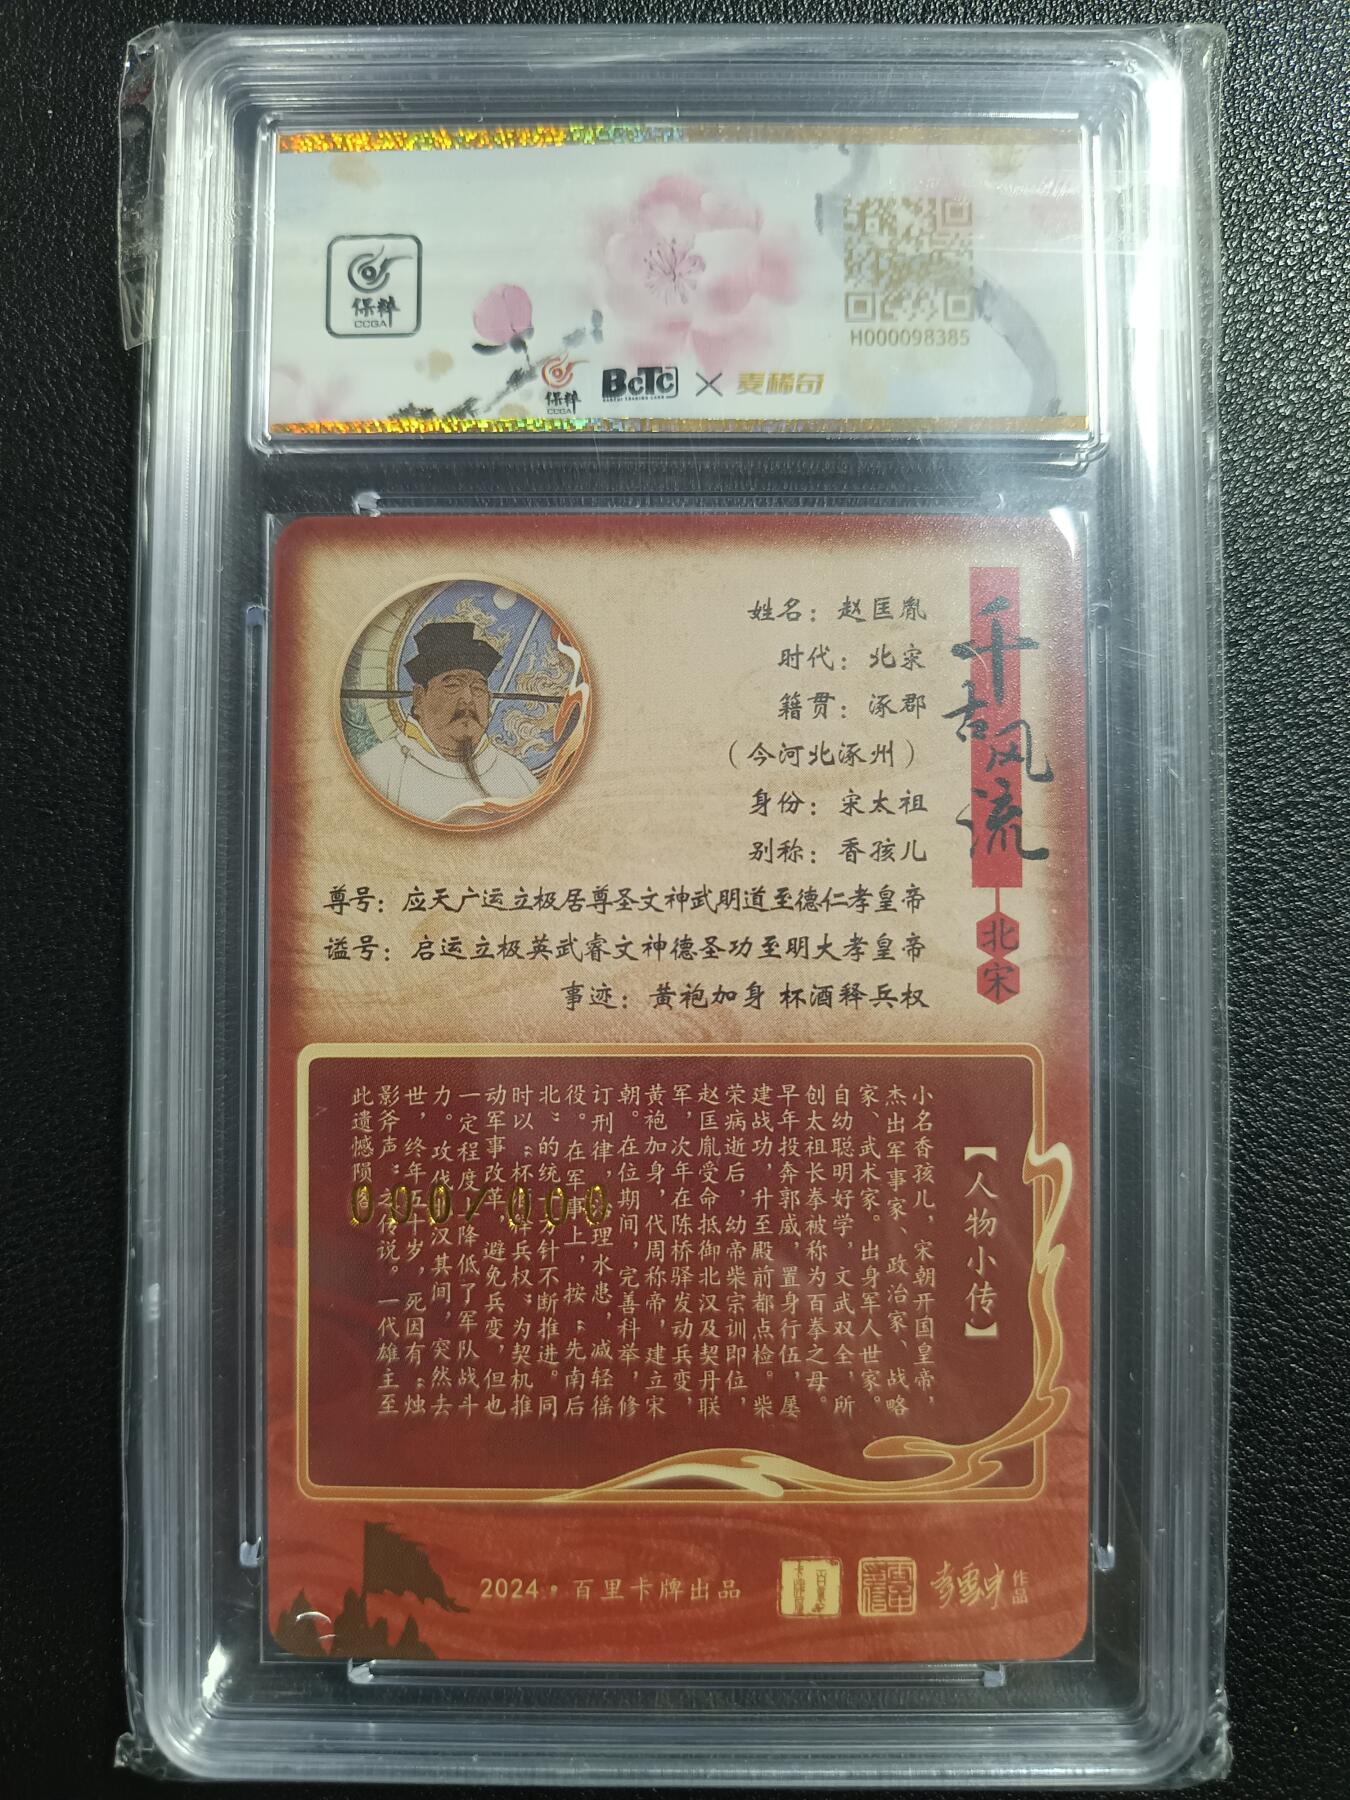 保粹
CCGA
H000098385
保粹
CCGA
BCTC
×
麦稀奇
千古风流
北宋
姓名：赵匡胤
时代：北宋
籍贯：涿郡
（今河北涿州）
身份：宋太祖
别称：香孩儿
尊号：应天广运立极居尊圣文神武明道至德仁孝皇帝
谥号：启运立极英武睿文神德圣功至明大孝皇帝
事迹：黄袍加身 杯酒释兵权
【人物小传】
小名香孩儿，宋朝开国皇帝，
杰出军事家、政治家、战略
家、武术家。出身军人世家。
自幼聪明好学，文武双全，所
创太祖长拳被称为百拳之母。
早年投奔郭威，置身行伍，屡
建战功，升至殿前都点检。柴
荣病逝后，幼帝柴宗训即位，
赵匡胤受命抵御北汉及契丹联
军，次年在陈桥驿发动兵变，
黄袍加身，代周称帝，建立宋
朝。在位期间，完善科举，修
订刑律，理水患，减轻徭
役。在军事上，按“先南后
北”的统一方针不断推进。同
时以“杯酒释兵权”为契机推
动军事改革，避免兵变，但也
一定程度上降低了军队战斗
力。攻伐北汉其间，突然去
世，终年五十岁，死因有“烛
影斧声”之传说。一代雄主至
此遗憾陨落
000/000
2024·百里卡牌出品
百里卡牌
李云中
作品